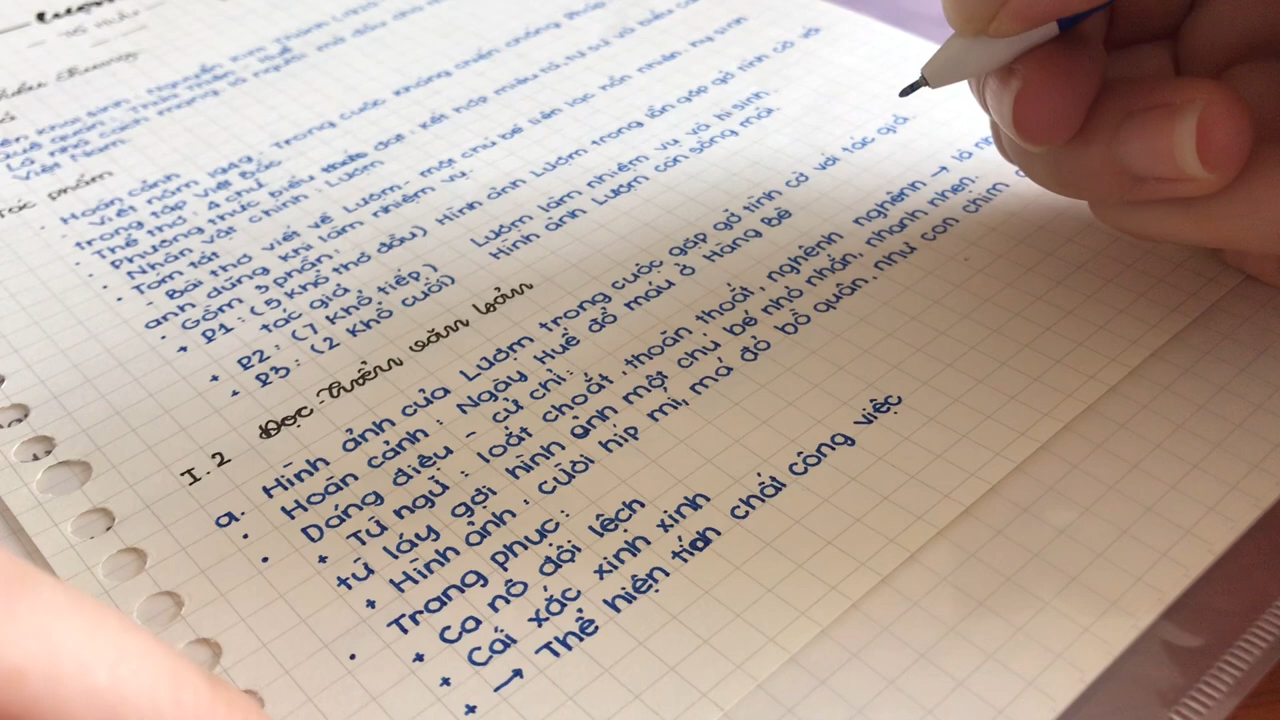 Tố Hữu
Tác phẩm
Việt Nam.
Hoàn cảnh
Viết năm 1949, trong cuộc kháng chiến chống Pháp
trong tập Việt Bắc
Thể thơ: 4 chữ
Phương thức biểu đạt: kết hợp miêu tả, tự sự và biểu cảm
Nhân vật chính: Lượm
Tóm tắt
- Bài thơ viết về Lượm, một chú bé liên lạc hồn nhiên, hy sinh
anh dũng khi làm nhiệm vụ.
- Gồm 3 phần:
+ P1: (5 khổ thơ đầu) Hình ảnh Lượm trong lần gặp gỡ tình cờ với
tác giả
+ P2: (7 khổ tiếp) Lượm làm nhiệm vụ và hi sinh.
+ P3: (2 khổ cuối) Hình ảnh Lượm còn sống mãi.
I.2 Đọc - hiểu văn bản
a. Hình ảnh của Lượm trong cuộc gặp gỡ tình cờ với tác giả.
• Hoàn cảnh: Ngày Huế đổ máu ở Hàng Bè
• Dáng điệu - cử chỉ:
+ Từ ngữ: loắt choắt, thoăn thoắt, nghênh nghênh → là
từ láy gợi hình ảnh một chú bé nhỏ nhắn, nhanh nhẹn.
+ Hình ảnh: cười híp mí, má đỏ bồ quân, như con chim
• Trang phục:
+ Ca nô đội lệch
+ Cái xắc xinh xinh
+ → Thể hiện tính chất công việc